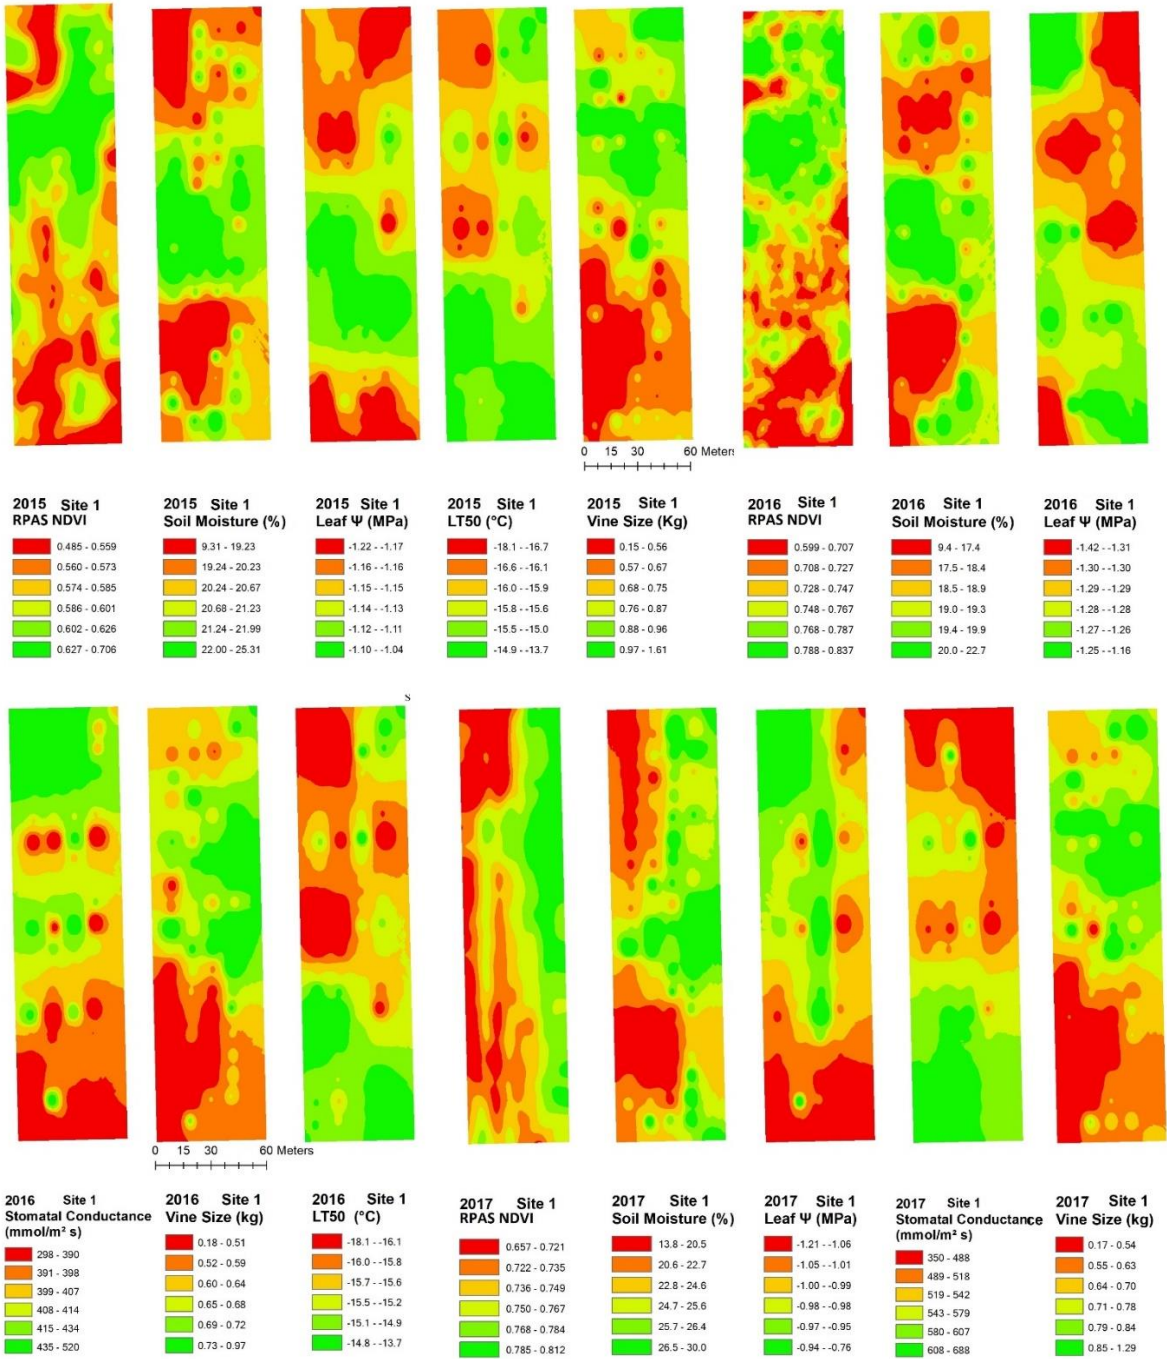 0 15 30 60 Meters
2015 Site 1
RPAS NDVI
0.485 - 0.559
0.560 - 0.573
0.574 - 0.585
0.586 - 0.601
0.602 - 0.626
0.627 - 0.706
2015 Site 1
Soil Moisture (%)
9.31 - 19.23
19.24 - 20.23
20.24 - 20.67
20.68 - 21.23
21.24 - 21.99
22.00 - 25.31
2015 Site 1
Leaf Ψ (MPa)
-1.22 - -1.17
-1.16 - -1.16
-1.15 - -1.15
-1.14 - -1.13
-1.12 - -1.11
-1.10 - -1.04
2015 Site 1
LT50 (°C)
-18.1 - -16.7
-16.6 - -16.1
-16.0 - -15.9
-15.8 - -15.6
-15.5 - -15.0
-14.9 - -13.7
2015 Site 1
Vine Size (Kg)
0.15 - 0.56
0.57 - 0.67
0.68 - 0.75
0.76 - 0.87
0.88 - 0.96
0.97 - 1.61
2016 Site 1
RPAS NDVI
0.599 - 0.707
0.708 - 0.727
0.728 - 0.747
0.748 - 0.767
0.768 - 0.787
0.788 - 0.837
2016 Site 1
Soil Moisture (%)
9.4 - 17.4
17.5 - 18.4
18.5 - 18.9
19.0 - 19.3
19.4 - 19.9
20.0 - 22.7
2016 Site 1
Leaf Ψ (MPa)
-1.42 - -1.31
-1.30 - -1.30
-1.29 - -1.29
-1.28 - -1.28
-1.27 - -1.26
-1.25 - -1.16
s
0 15 30 60 Meters
2016 Site 1
Stomatal Conductance
(mmol/m² s)
298 - 390
391 - 398
399 - 407
408 - 414
415 - 434
435 - 520
2016 Site 1
Vine Size (kg)
0.18 - 0.51
0.52 - 0.59
0.60 - 0.64
0.65 - 0.68
0.69 - 0.72
0.73 - 0.97
2016 Site 1
LT50 (°C)
-18.1 - -16.1
-16.0 - -15.8
-15.7 - -15.6
-15.5 - -15.2
-15.1 - -14.9
-14.8 - -13.7
2017 Site 1
RPAS NDVI
0.657 - 0.721
0.722 - 0.735
0.736 - 0.749
0.750 - 0.767
0.768 - 0.784
0.785 - 0.812
2017 Site 1
Soil Moisture (%)
13.8 - 20.5
20.6 - 22.7
22.8 - 24.6
24.7 - 25.6
25.7 - 26.4
26.5 - 30.0
2017 Site 1
Leaf Ψ (MPa)
-1.21 - -1.06
-1.05 - -1.01
-1.00 - -0.99
-0.98 - -0.98
-0.97 - -0.95
-0.94 - -0.76
2017 Site 1
Stomatal Conductance
(mmol/m² s)
350 - 488
489 - 518
519 - 542
543 - 579
580 - 607
608 - 688
2017 Site 1
Vine Size (kg)
0.17 - 0.54
0.55 - 0.63
0.64 - 0.70
0.71 - 0.78
0.79 - 0.84
0.85 - 1.29